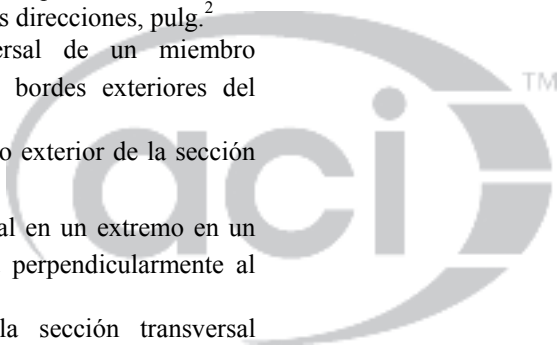 s direcciones, pulg.²
ersal de un miembro
bordes exteriores del
o exterior de la sección
al en un extremo en un
perpendicularmente al
la sección transversal
aci
TM